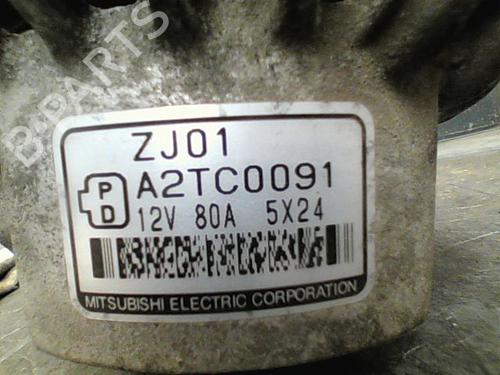 B-PARTS
ZJ01
P
D
A2TC0091
12V 80A 5X24
MITSUBISHI ELECTRIC CORPORATION